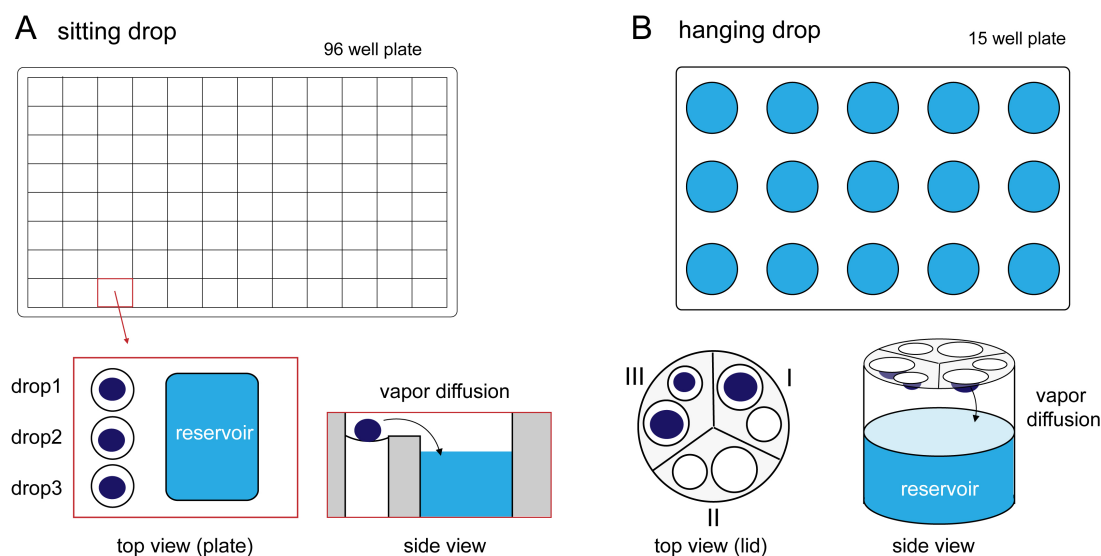 A sitting drop
96 well plate
drop1
drop2
drop3
reservoir
top view (plate)
vapor diffusion
side view
B hanging drop
15 well plate
III
I
II
top view (lid)
vapor
diffusion
reservoir
side view